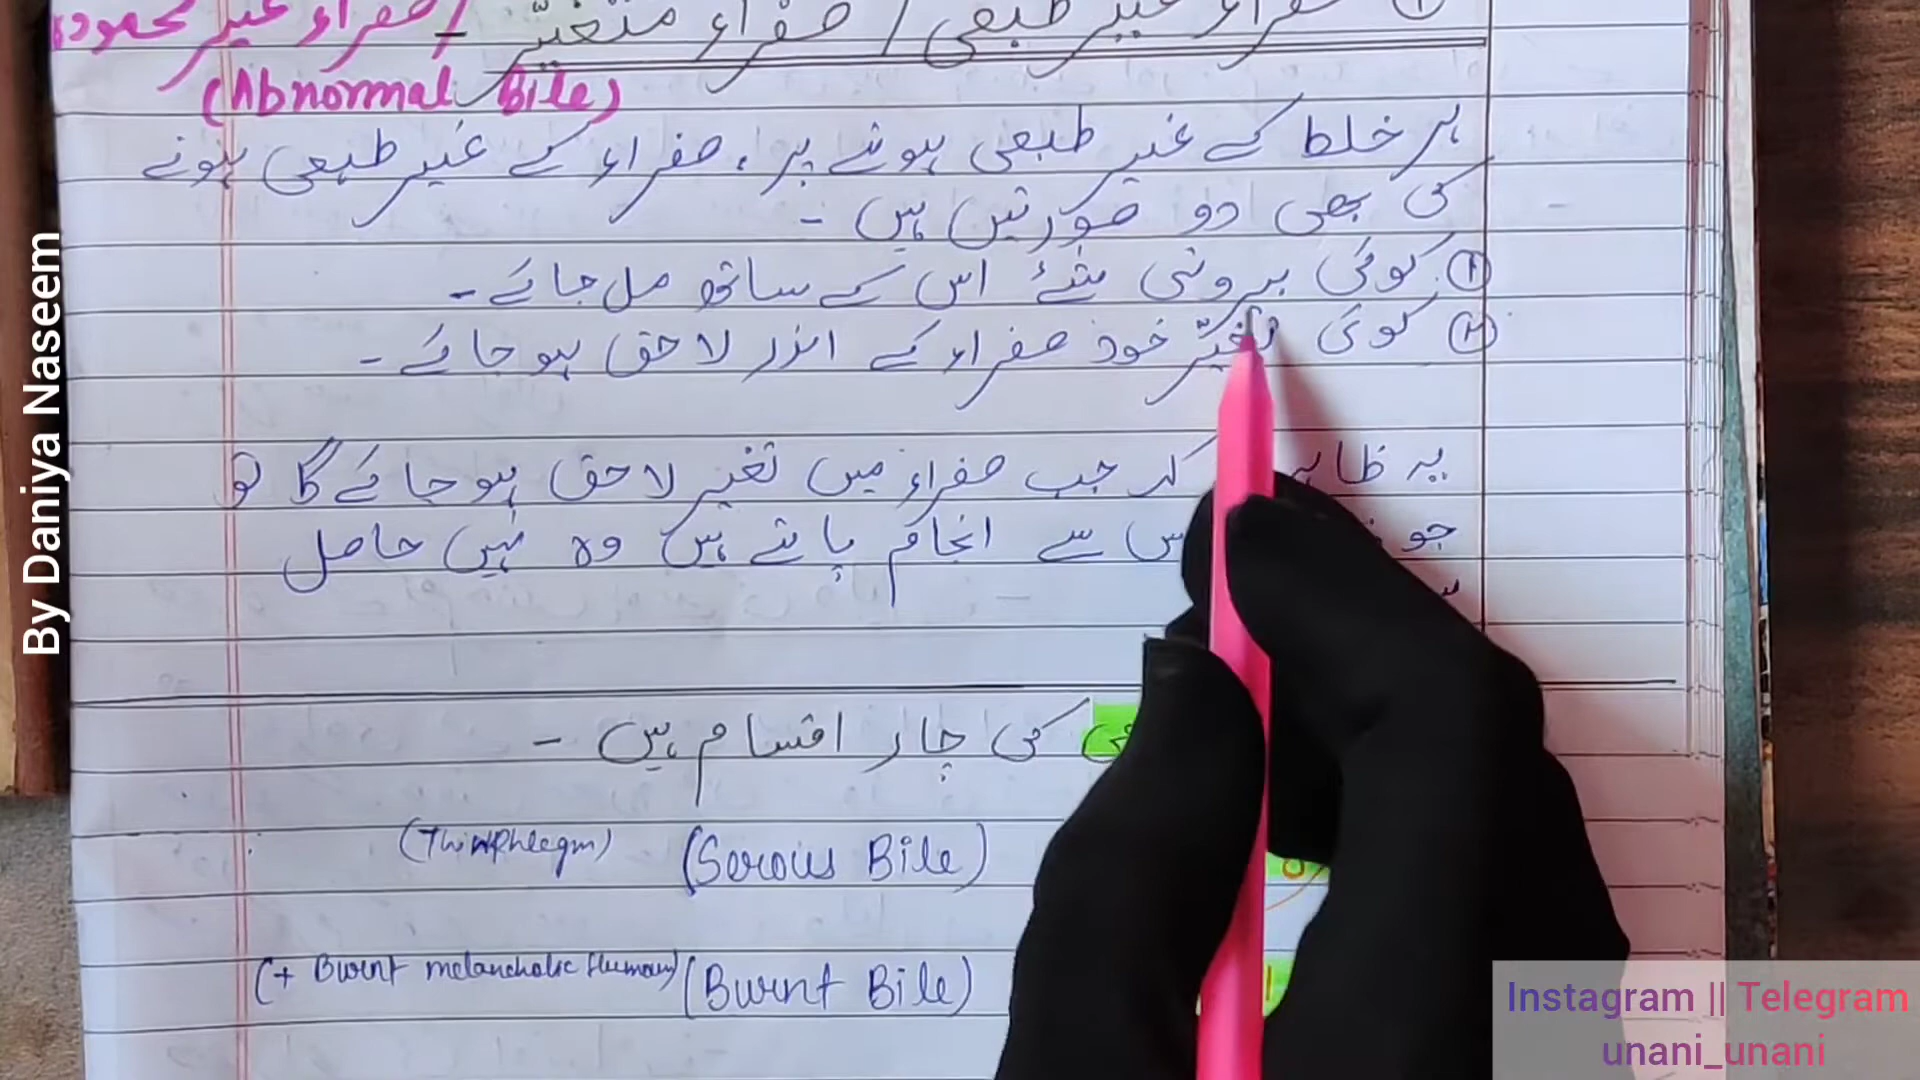 صفراء غیر طبعی / صفراء متغیّر / صفراء غیر محمودہ
(Abnormal Bile)
ہر خلط کے غیر طبعی ہونے پر، صفراء کے غیر طبعی ہونے
کی بھی دو صورتیں ہیں -
① کوئی بیرونی شئے اس کے ساتھ مل جائے -
② کوئی تغیّر خود صفراء کے اندر لاحق ہو جائے -
یہ ظاہر کہ جب صفراء میں تغیر لاحق ہو جائے گا تو
جو سے انجام پاتے ہیں وہ نہیں حاصل
کی چار اقسام ہیں -
(Serous Bile) (Thin Phlegm)
(Burnt Bile) (+ Burnt melancholic Humour)
By Daniya Naseem
Instagram || Telegram
unani_unani